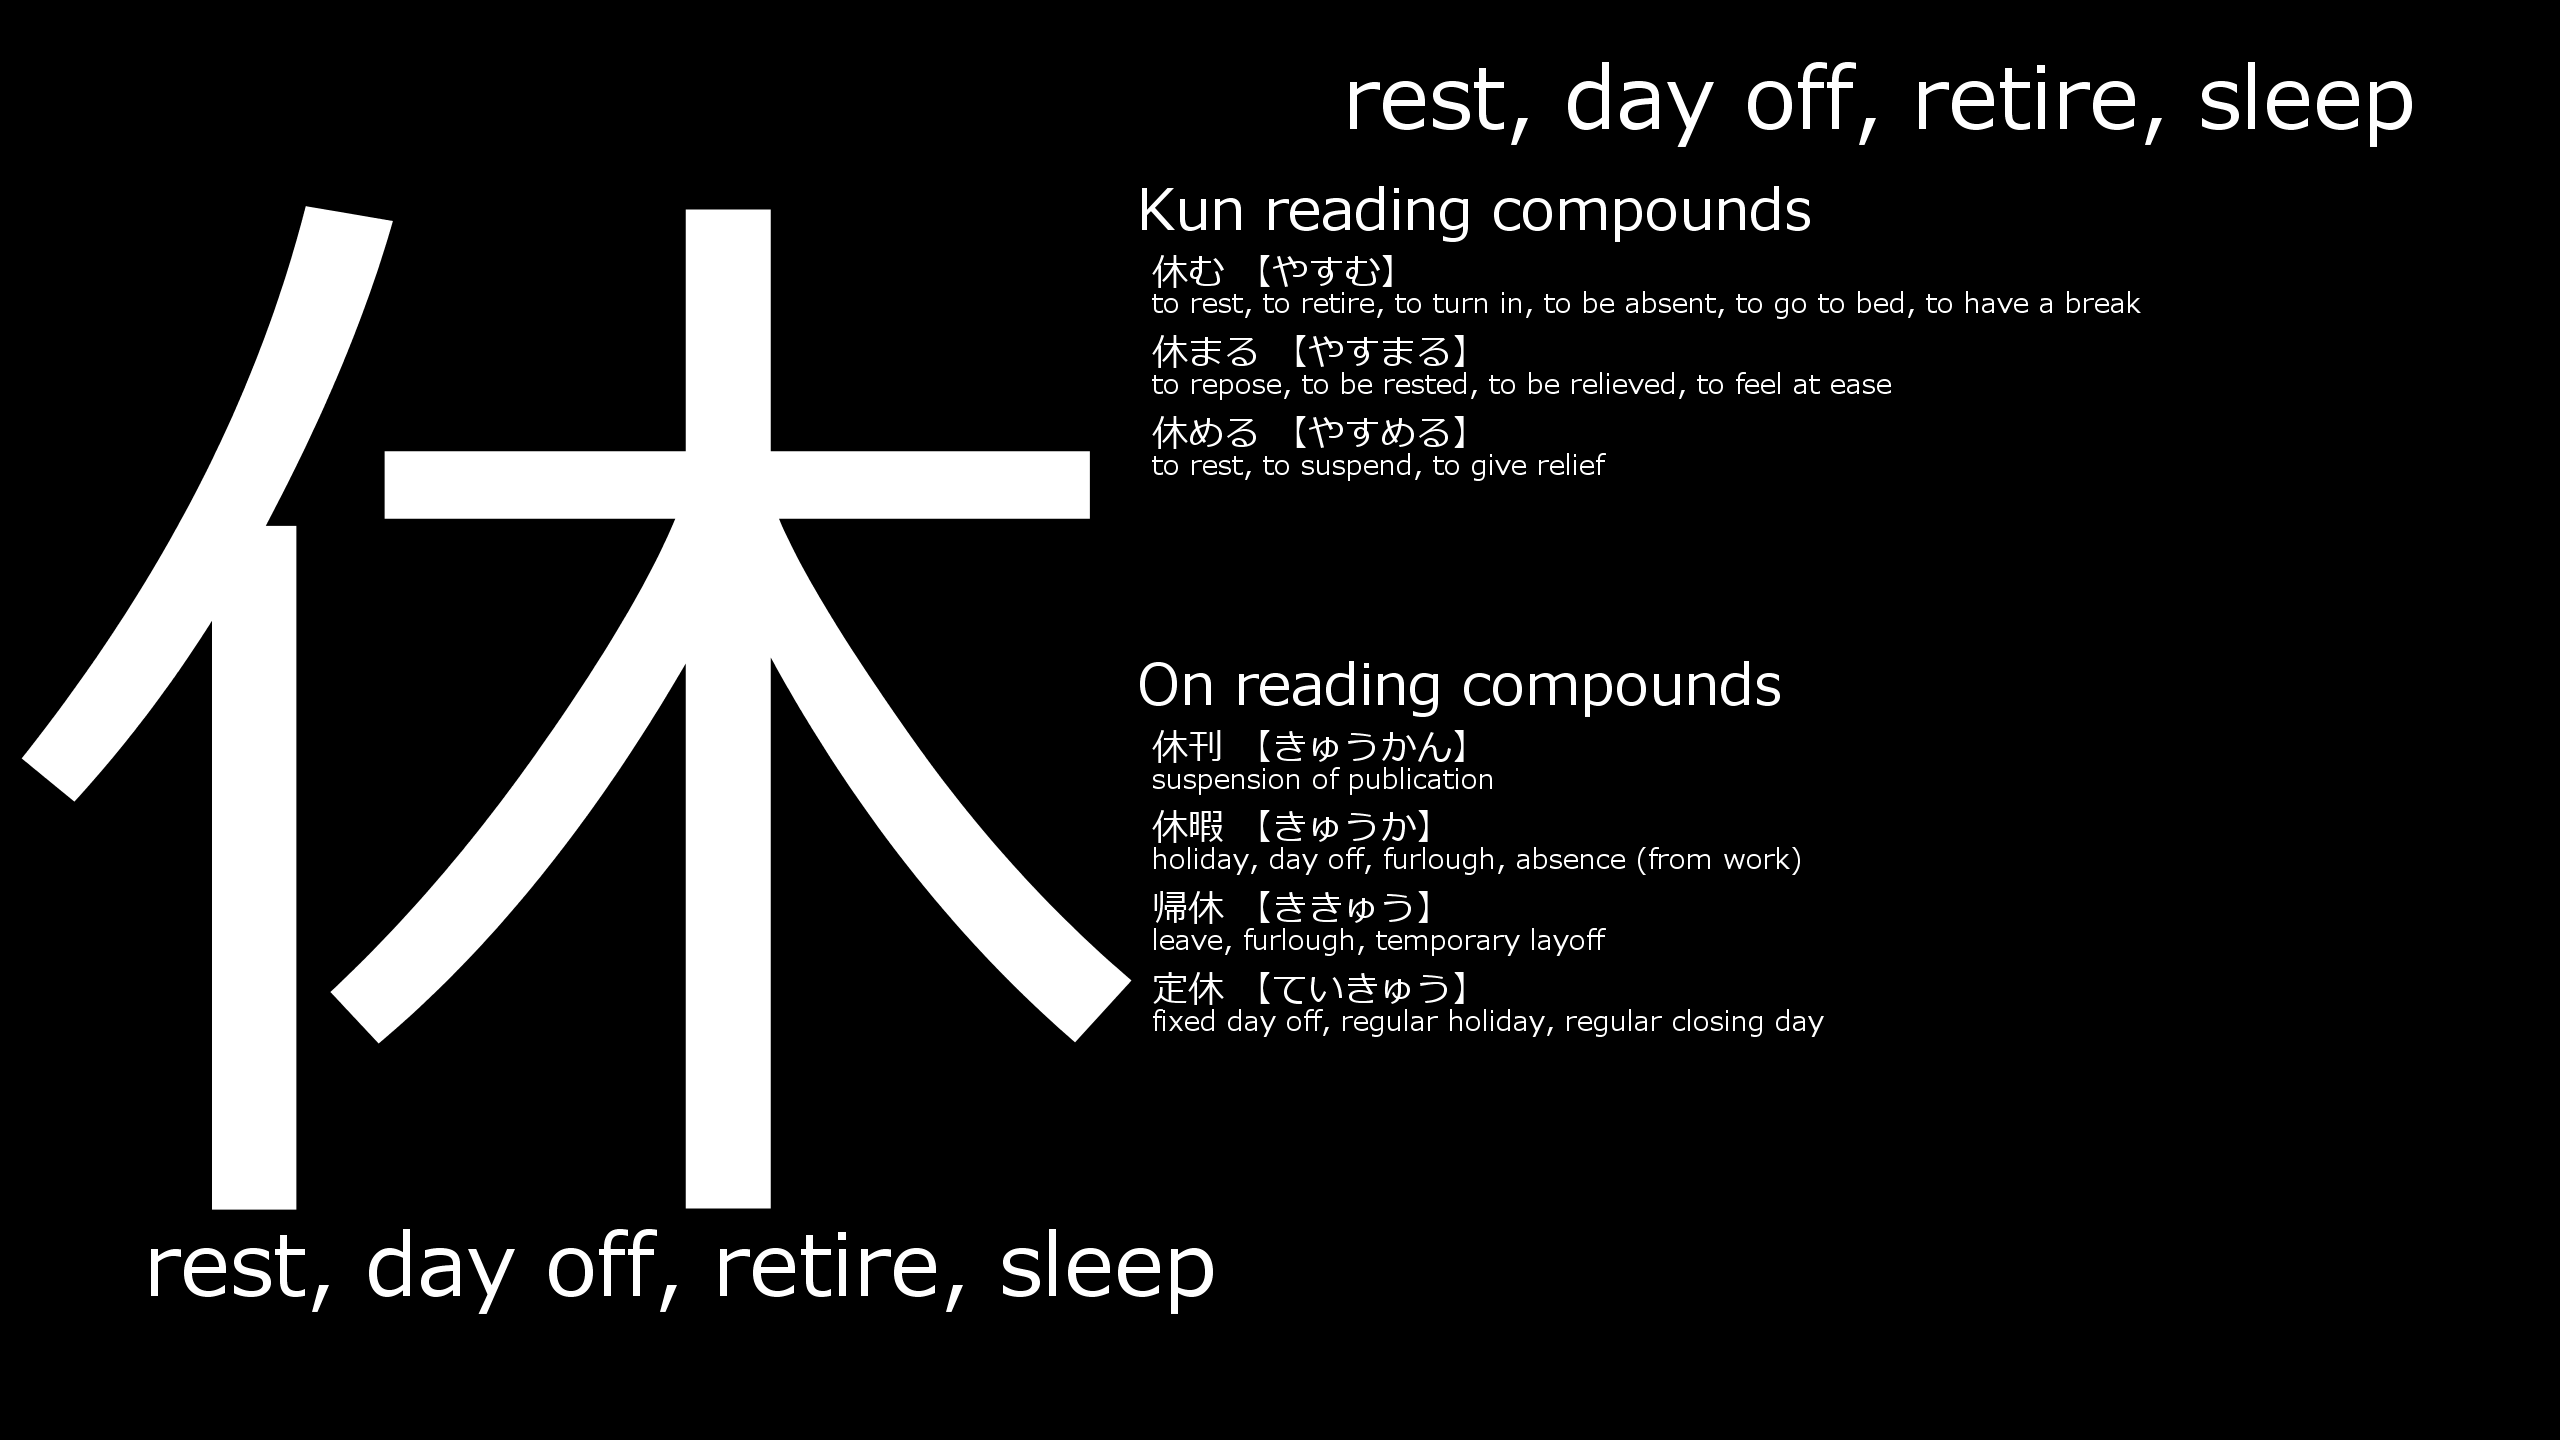 休
rest, day off, retire, sleep
rest, day off, retire, sleep
Kun reading compounds
休む 【やすむ】
to rest, to retire, to turn in, to be absent, to go to bed, to have a break
休まる 【やすまる】
to repose, to be rested, to be relieved, to feel at ease
休める 【やすめる】
to rest, to suspend, to give relief
On reading compounds
休刊 【きゅうかん】
suspension of publication
休暇 【きゅうか】
holiday, day off, furlough, absence (from work)
帰休 【ききゅう】
leave, furlough, temporary layoff
定休 【ていきゅう】
fixed day off, regular holiday, regular closing day